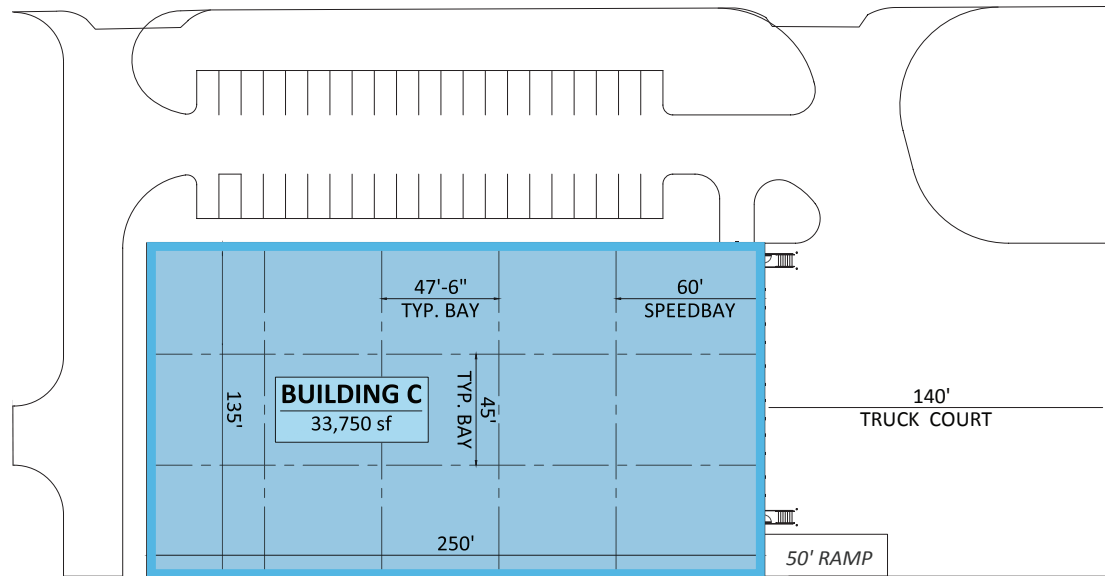 47'-6"
TYP. BAY
60'
SPEEDBAY
135'
BUILDING C
33,750 sf
45'
TYP. BAY
140'
TRUCK COURT
250'
50' RAMP